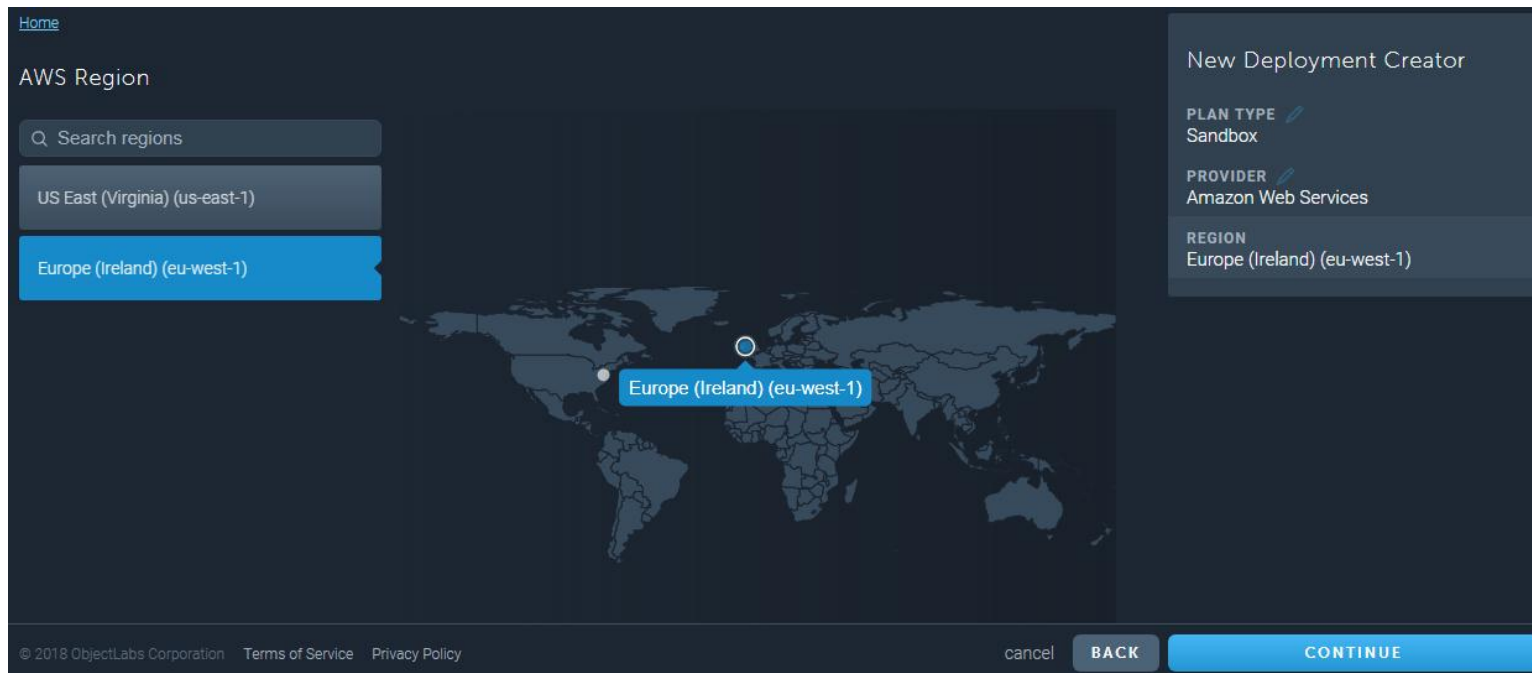 Home
AWS Region
Search regions
US East (Virginia) (us-east-1)
Europe (Ireland) (eu-west-1)
Europe (Ireland) (eu-west-1)
New Deployment Creator
PLAN TYPE
Sandbox
PROVIDER
Amazon Web Services
REGION
Europe (Ireland) (eu-west-1)
© 2018 ObjectLabs Corporation Terms of Service Privacy Policy
cancel BACK CONTINUE